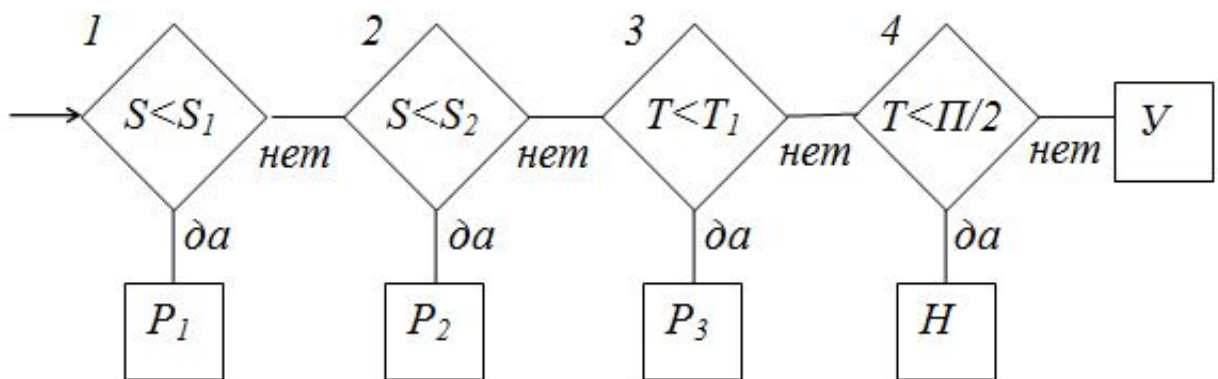 1 2 3 4
S<S₁ S<S₂ T<T₁ T<П/2 У
нет нет нет нет
да да да да
P₁ P₂ P₃ Н